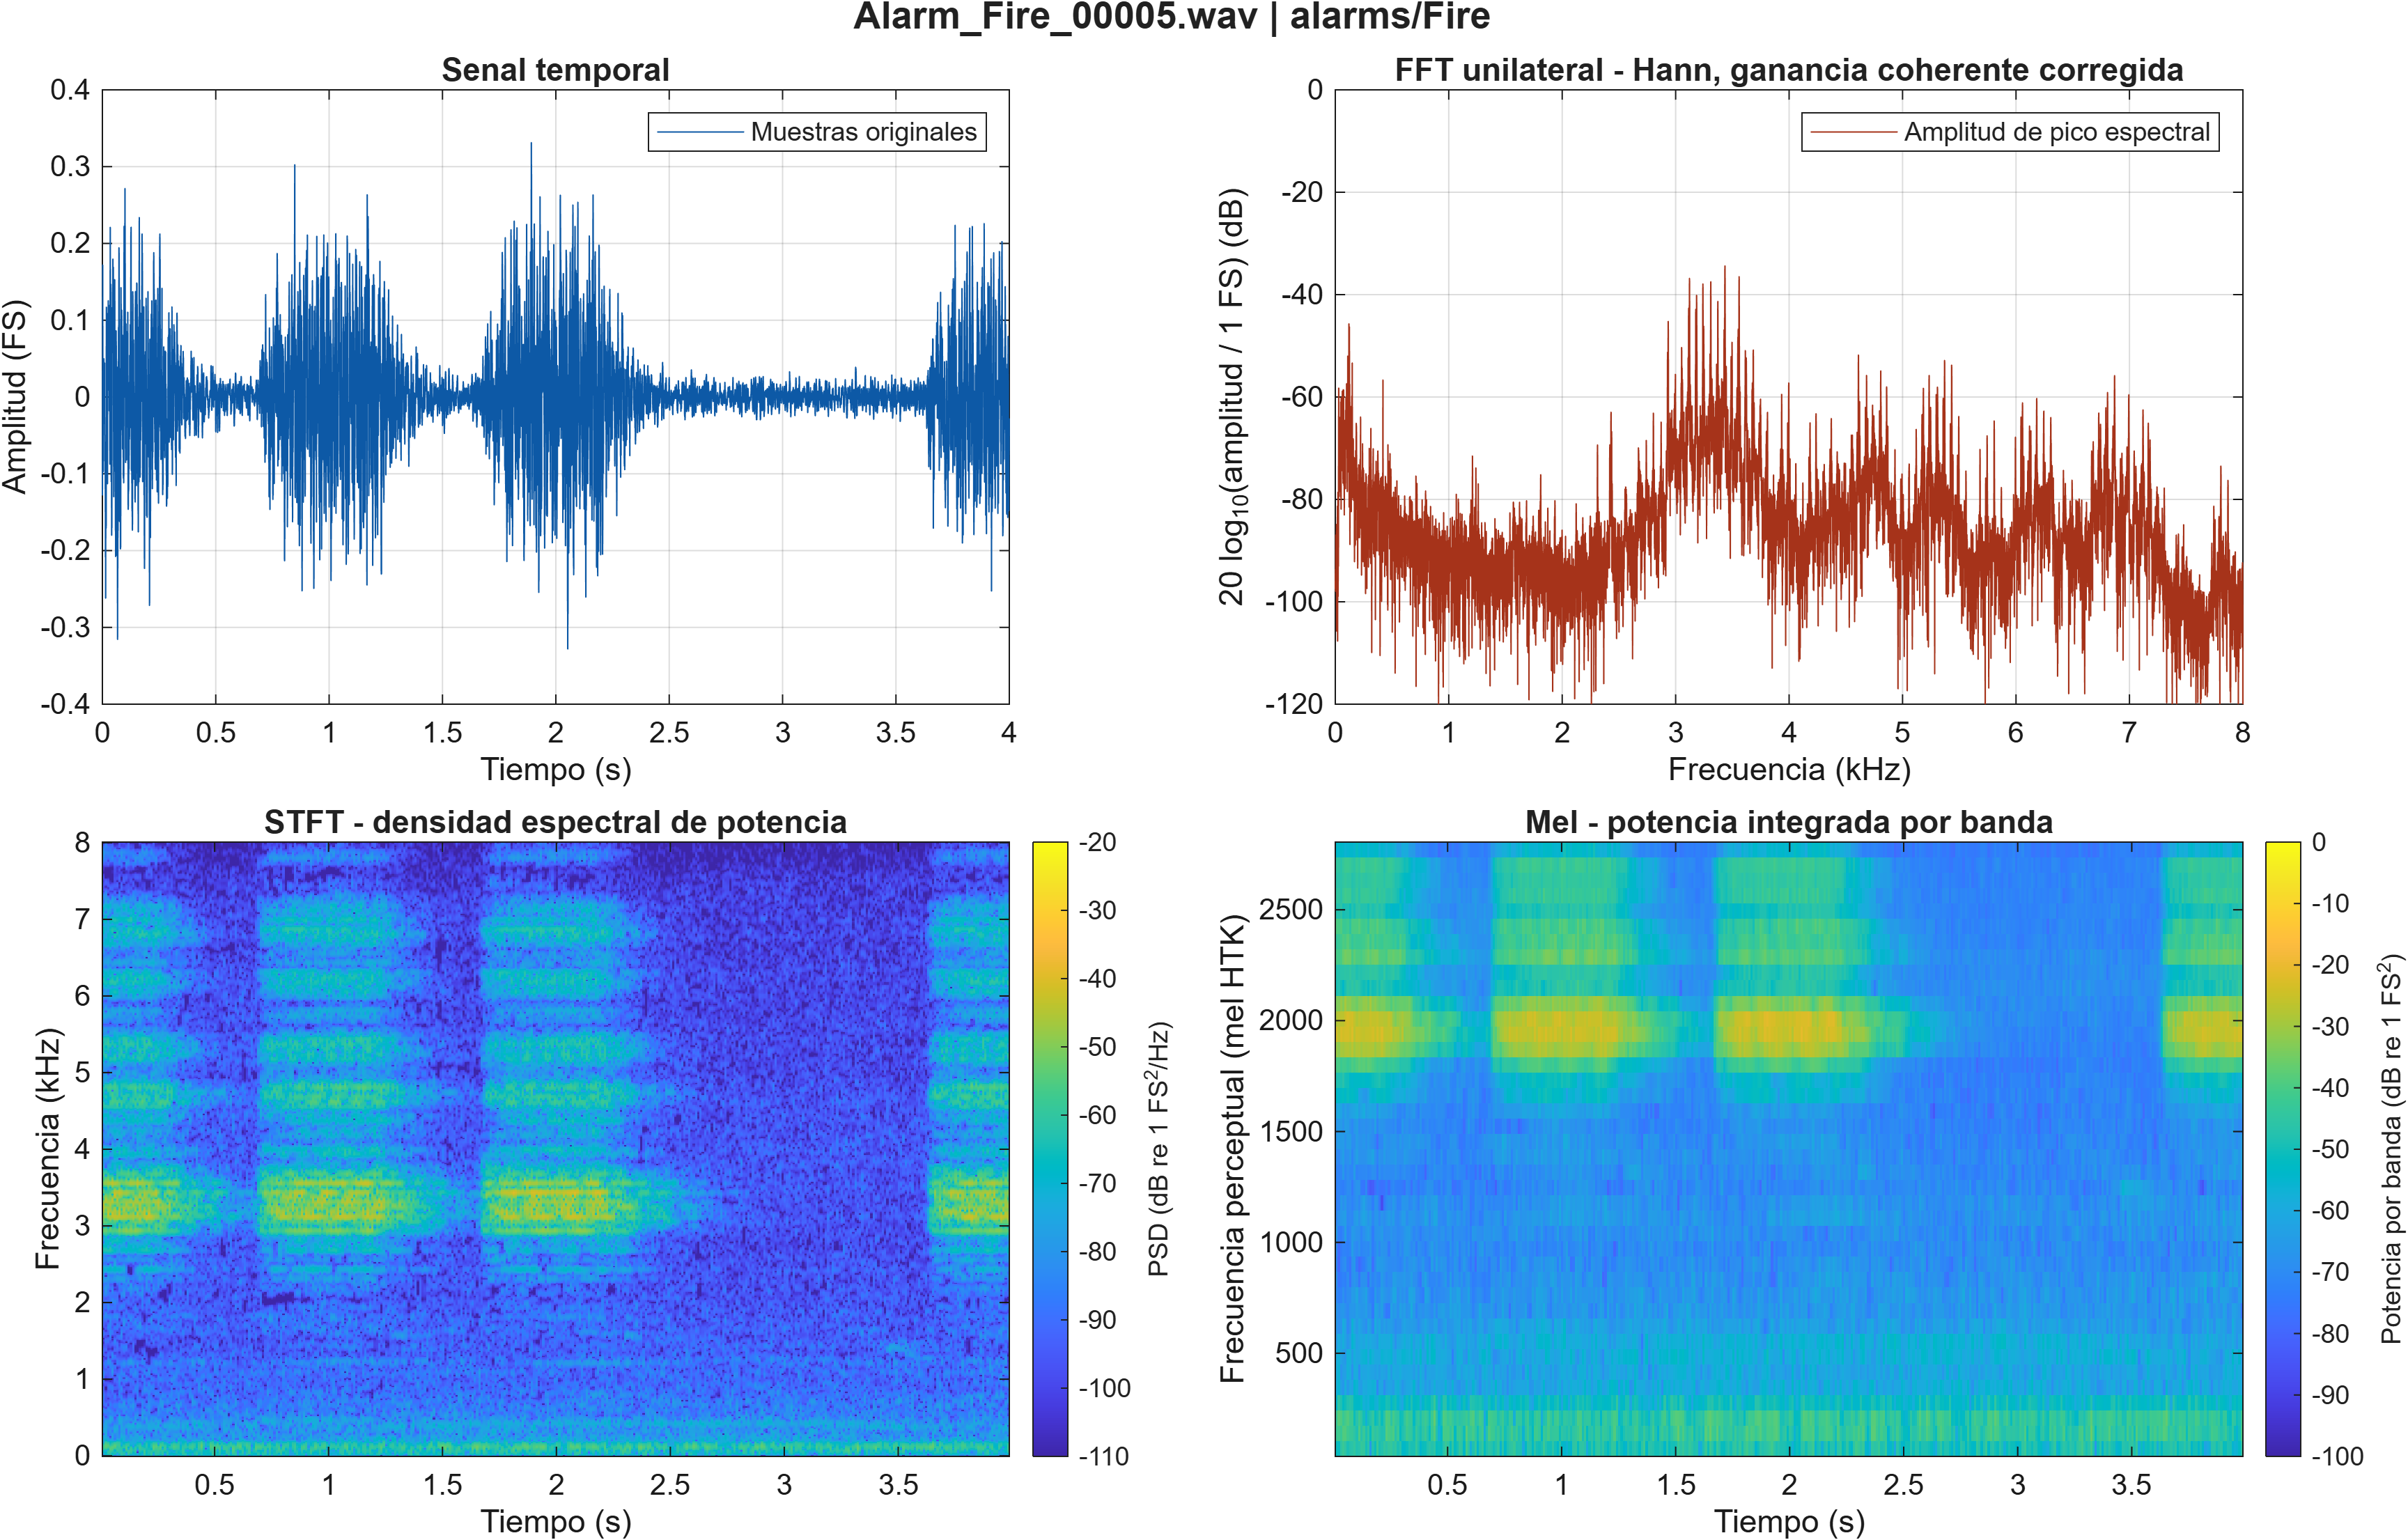 Alarm_Fire_00005.wav | alarms/Fire
Senal temporal
Muestras originales
Amplitud (FS)
0.4
0.3
0.2
0.1
0
-0.1
-0.2
-0.3
-0.4
0 0.5 1 1.5 2 2.5 3 3.5 4
Tiempo (s)
FFT unilateral - Hann, ganancia coherente corregida
Amplitud de pico espectral
20 log10(amplitud / 1 FS) (dB)
0
-20
-40
-60
-80
-100
-120
0 1 2 3 4 5 6 7 8
Frecuencia (kHz)
STFT - densidad espectral de potencia
Frecuencia (kHz)
8
7
6
5
4
3
2
1
0
0.5 1 1.5 2 2.5 3 3.5
Tiempo (s)
-20
-30
-40
-50
-60
-70
-80
-90
-100
-110
PSD (dB re 1 FS²/Hz)
Mel - potencia integrada por banda
Frecuencia perceptual (mel HTK)
2500
2000
1500
1000
500
0.5 1 1.5 2 2.5 3 3.5
Tiempo (s)
0
-10
-20
-30
-40
-50
-60
-70
-80
-90
-100
Potencia por banda (dB re 1 FS²)